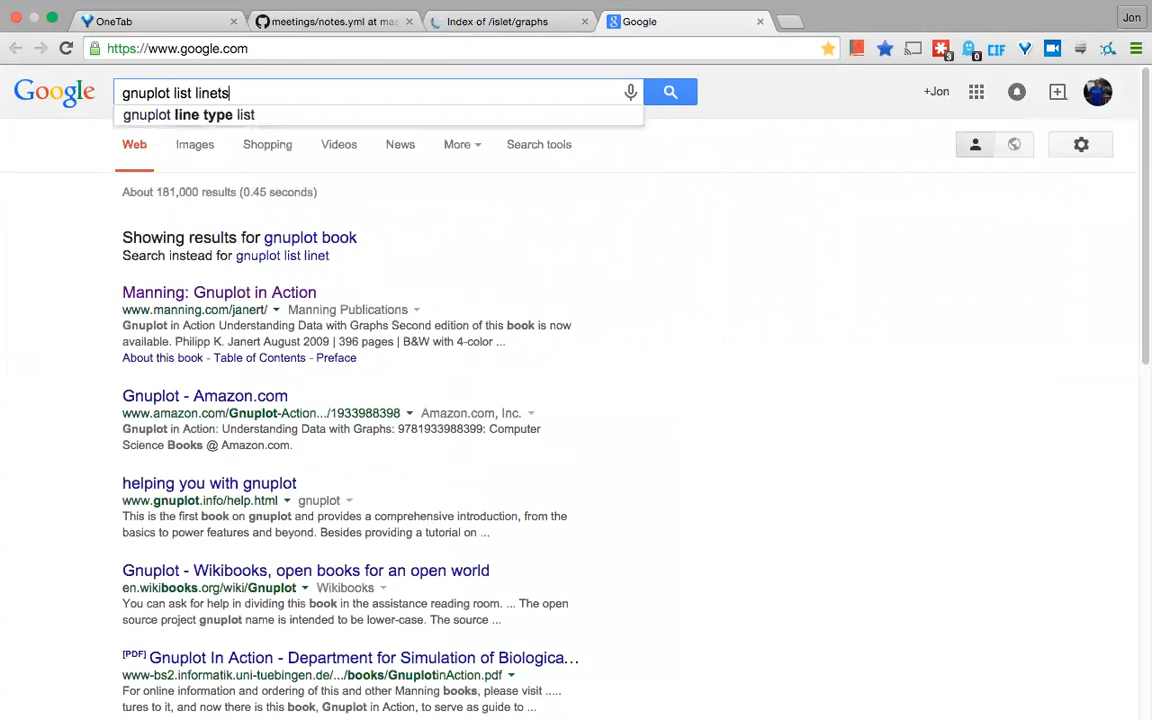 OneTab
meetings/notes.yml at mas
Index of /islet/graphs
Google
Jon
https://www.google.com
3
0
CIF
Google
gnuplot list linets
+Jon
gnuplot line type list
Web
Images
Shopping
Videos
News
More
Search tools
About 181,000 results (0.45 seconds)
Showing results for gnuplot book
Search instead for gnuplot list linet
Manning: Gnuplot in Action
www.manning.com/janert/ Manning Publications
Gnuplot in Action Understanding Data with Graphs Second edition of this book is now
available. Philipp K. Janert August 2009 | 396 pages | B&W with 4-color ...
About this book - Table of Contents - Preface
Gnuplot - Amazon.com
www.amazon.com/Gnuplot-Action.../1933988398 Amazon.com, Inc.
Gnuplot in Action: Understanding Data with Graphs: 9781933988399: Computer
Science Books @ Amazon.com.
helping you with gnuplot
www.gnuplot.info/help.html gnuplot
This is the first book on gnuplot and provides a comprehensive introduction, from the
basics to power features and beyond. Besides providing a tutorial on ...
Gnuplot - Wikibooks, open books for an open world
en.wikibooks.org/wiki/Gnuplot Wikibooks
You can ask for help in dividing this book in the assistance reading room. ... The open
source project gnuplot name is intended to be lower-case. The source ...
[PDF] Gnuplot In Action - Department for Simulation of Biologica...
www-bs2.informatik.uni-tuebingen.de/.../books/GnuplotinAction.pdf
For online information and ordering of this and other Manning books, please visit .....
tures to it, and now there is this book, Gnuplot in Action, to serve as guide to ...